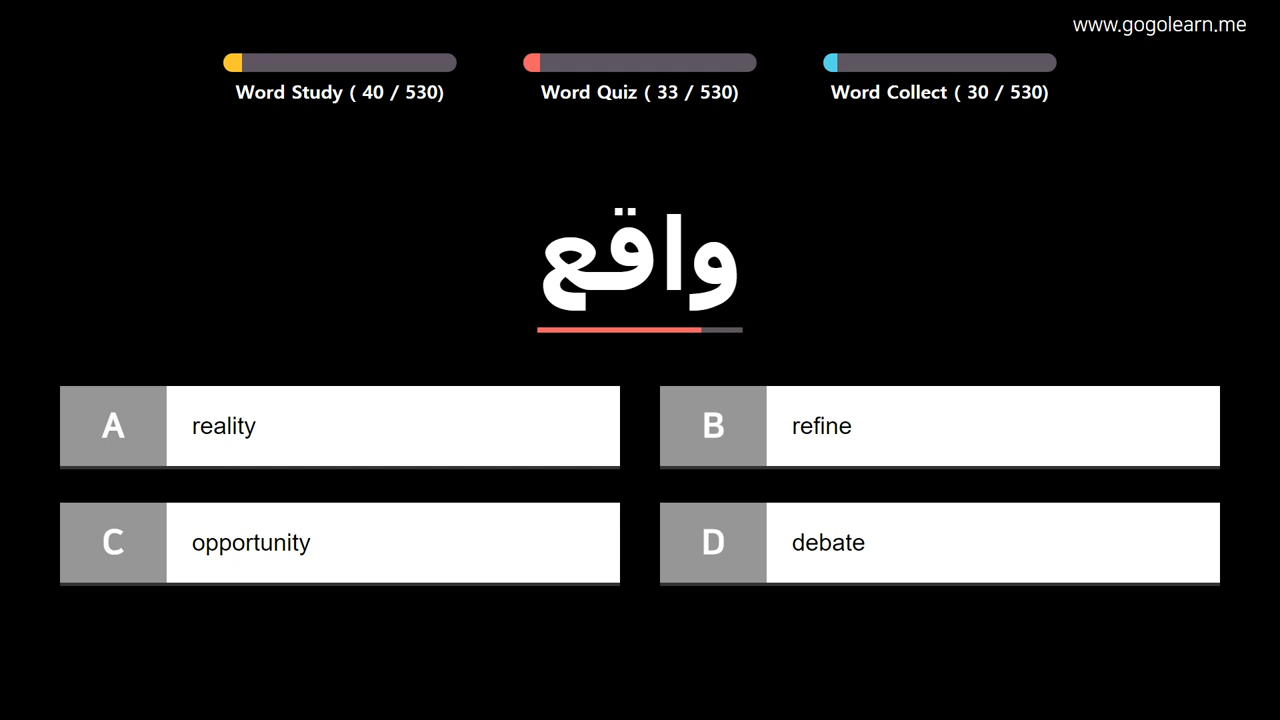 www.gogolearn.me
Word Study ( 40 / 530)
Word Quiz ( 33 / 530)
Word Collect ( 30 / 530)
واقع
A reality
B refine
C opportunity
D debate